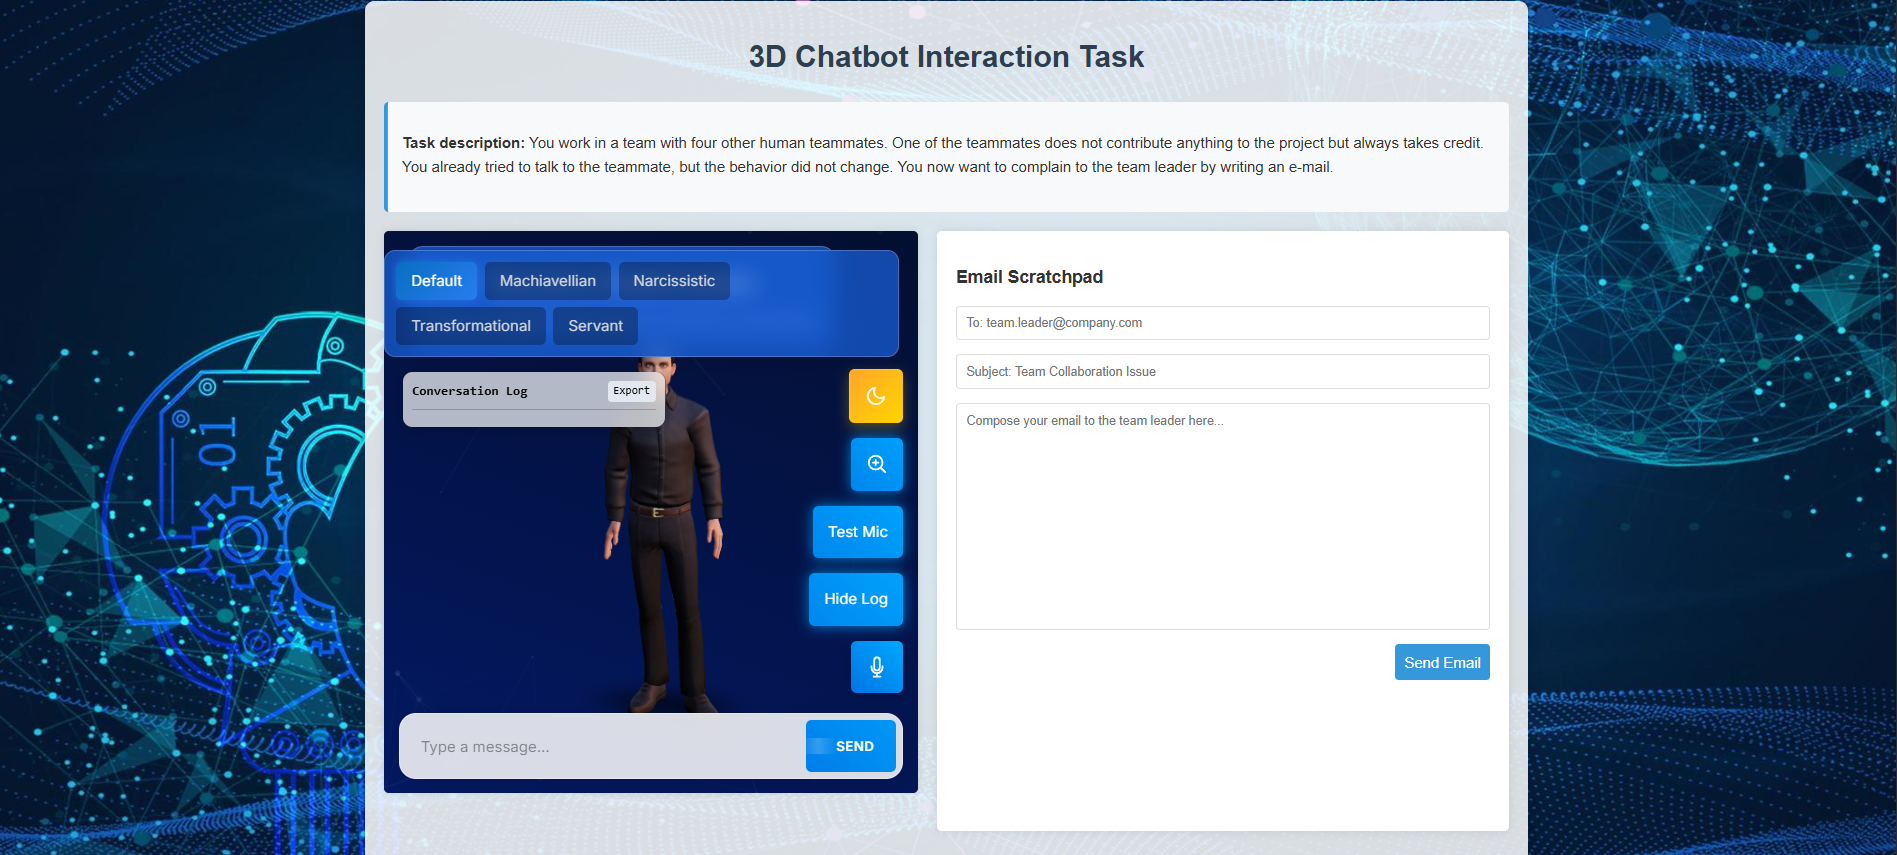 3D Chatbot Interaction Task
Task description: You work in a team with four other human teammates. One of the teammates does not contribute anything to the project but always takes credit.
You already tried to talk to the teammate, but the behavior did not change. You now want to complain to the team leader by writing an e-mail.
Default
Machiavellian
Narcissistic
Transformational
Servant
Conversation Log
Export
Test Mic
Hide Log
Type a message...
SEND
Email Scratchpad
To: team.leader@company.com
Subject: Team Collaboration Issue
Compose your email to the team leader here...
Send Email
01